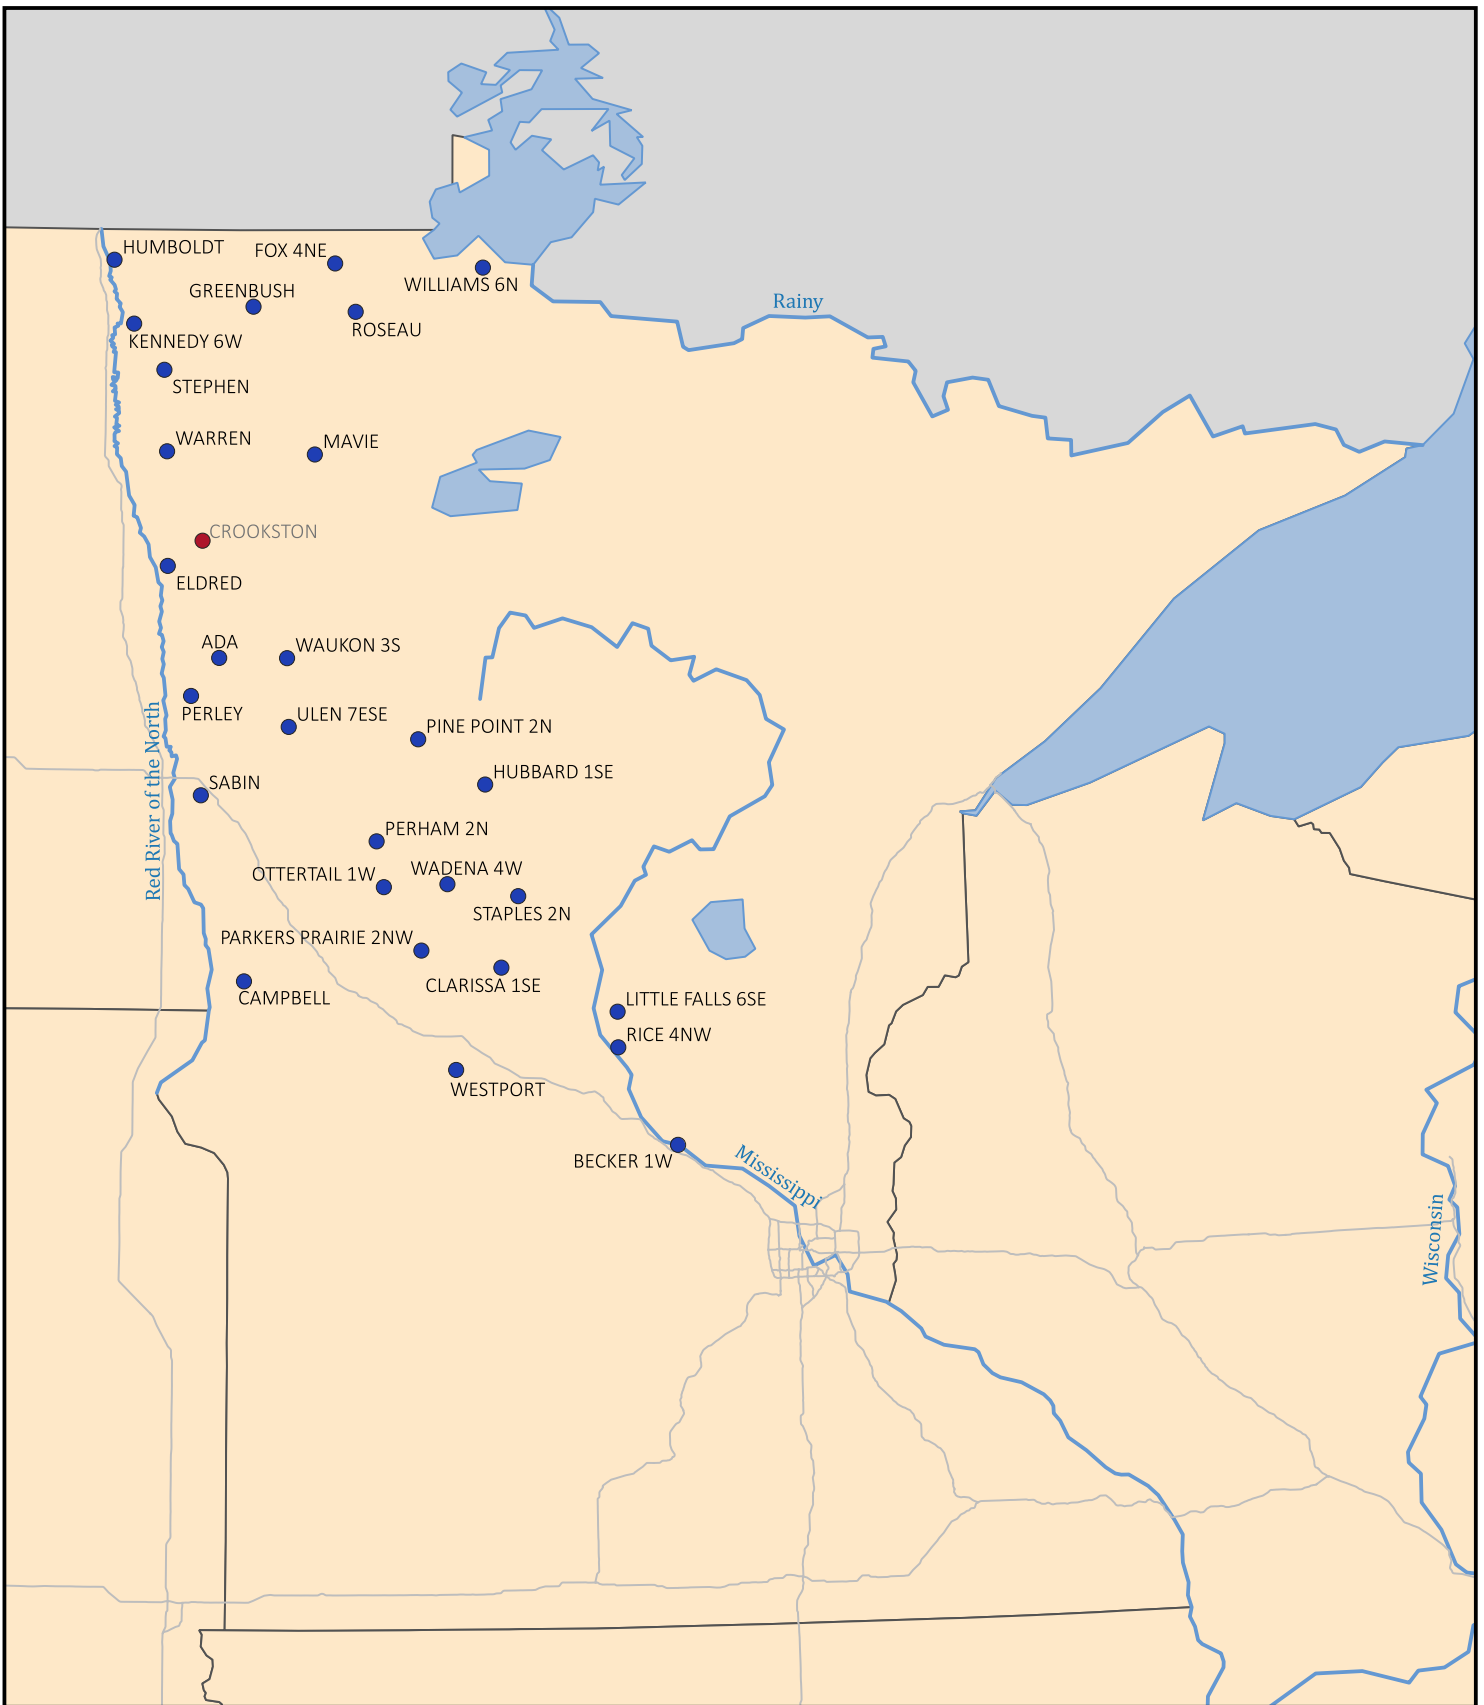 HUMBOLDT
FOX 4NE
WILLIAMS 6N
GREENBUSH
Rainy
ROSEAU
KENNEDY 6W
STEPHEN
WARREN
MAVIE
CROOKSTON
ELDRED
ADA
WAUKON 3S
PERLEY
ULEN 7ESE
PINE POINT 2N
Red River of the North
HUBBARD 1SE
SABIN
PERHAM 2N
OTTERTAIL 1W
WADENA 4W
STAPLES 2N
PARKERS PRAIRIE 2NW
CLARISSA 1SE
CAMPBELL
LITTLE FALLS 6SE
RICE 4NW
WESTPORT
BECKER 1W
Mississippi
Wisconsin